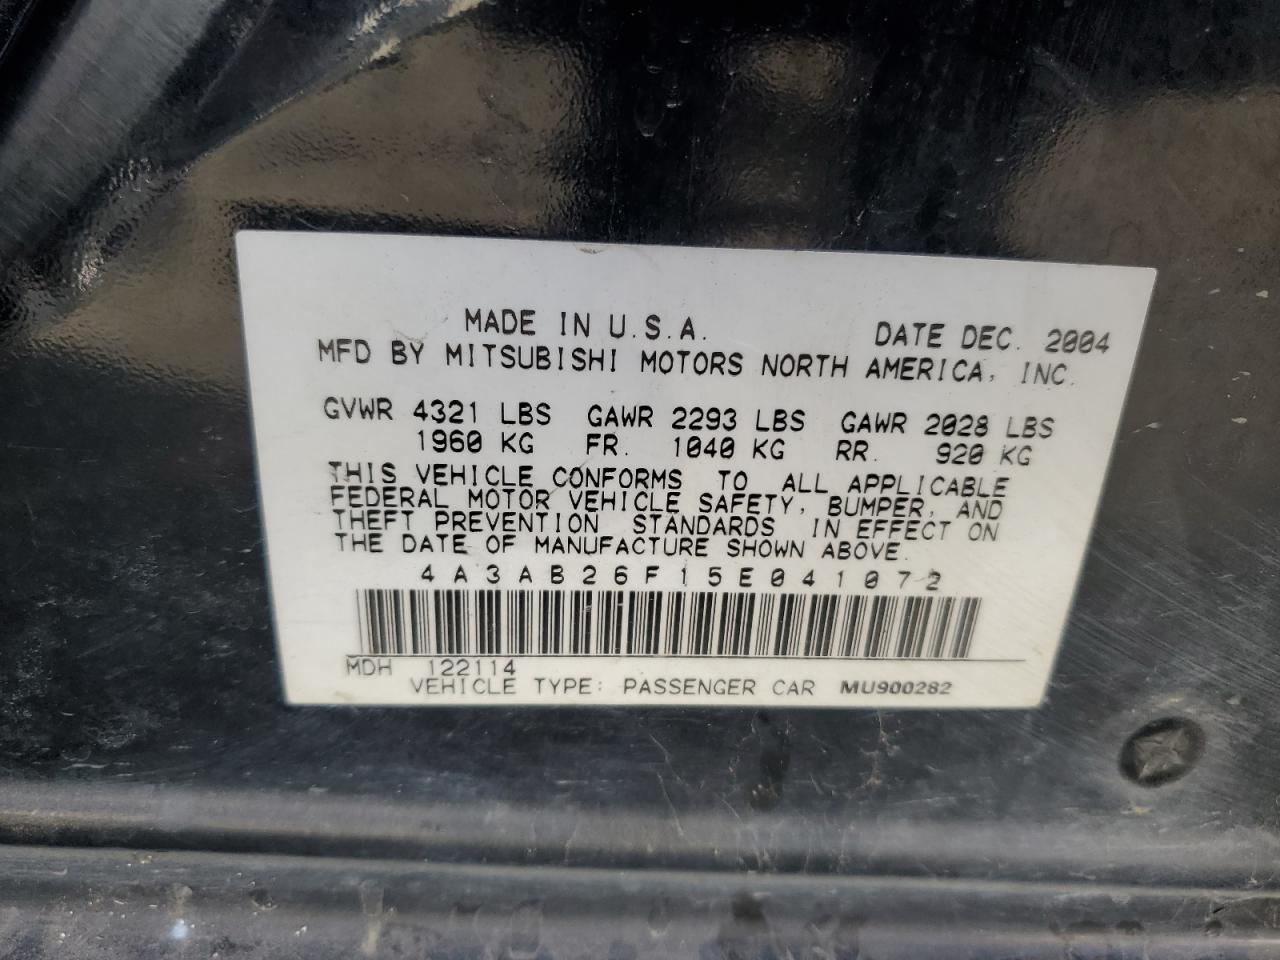 MADE IN U.S.A. DATE DEC. 2004
MFD BY MITSUBISHI MOTORS NORTH AMERICA, INC.
GVWR 4321 LBS GAWR 2293 LBS GAWR 2028 LBS
1960 KG FR. 1040 KG RR. 920 KG
THIS VEHICLE CONFORMS TO ALL APPLICABLE
FEDERAL MOTOR VEHICLE SAFETY, BUMPER, AND
THEFT PREVENTION STANDARDS IN EFFECT ON
THE DATE OF MANUFACTURE SHOWN ABOVE.
4A3AB26F15E041072
MDH 122114
VEHICLE TYPE: PASSENGER CAR MU900282